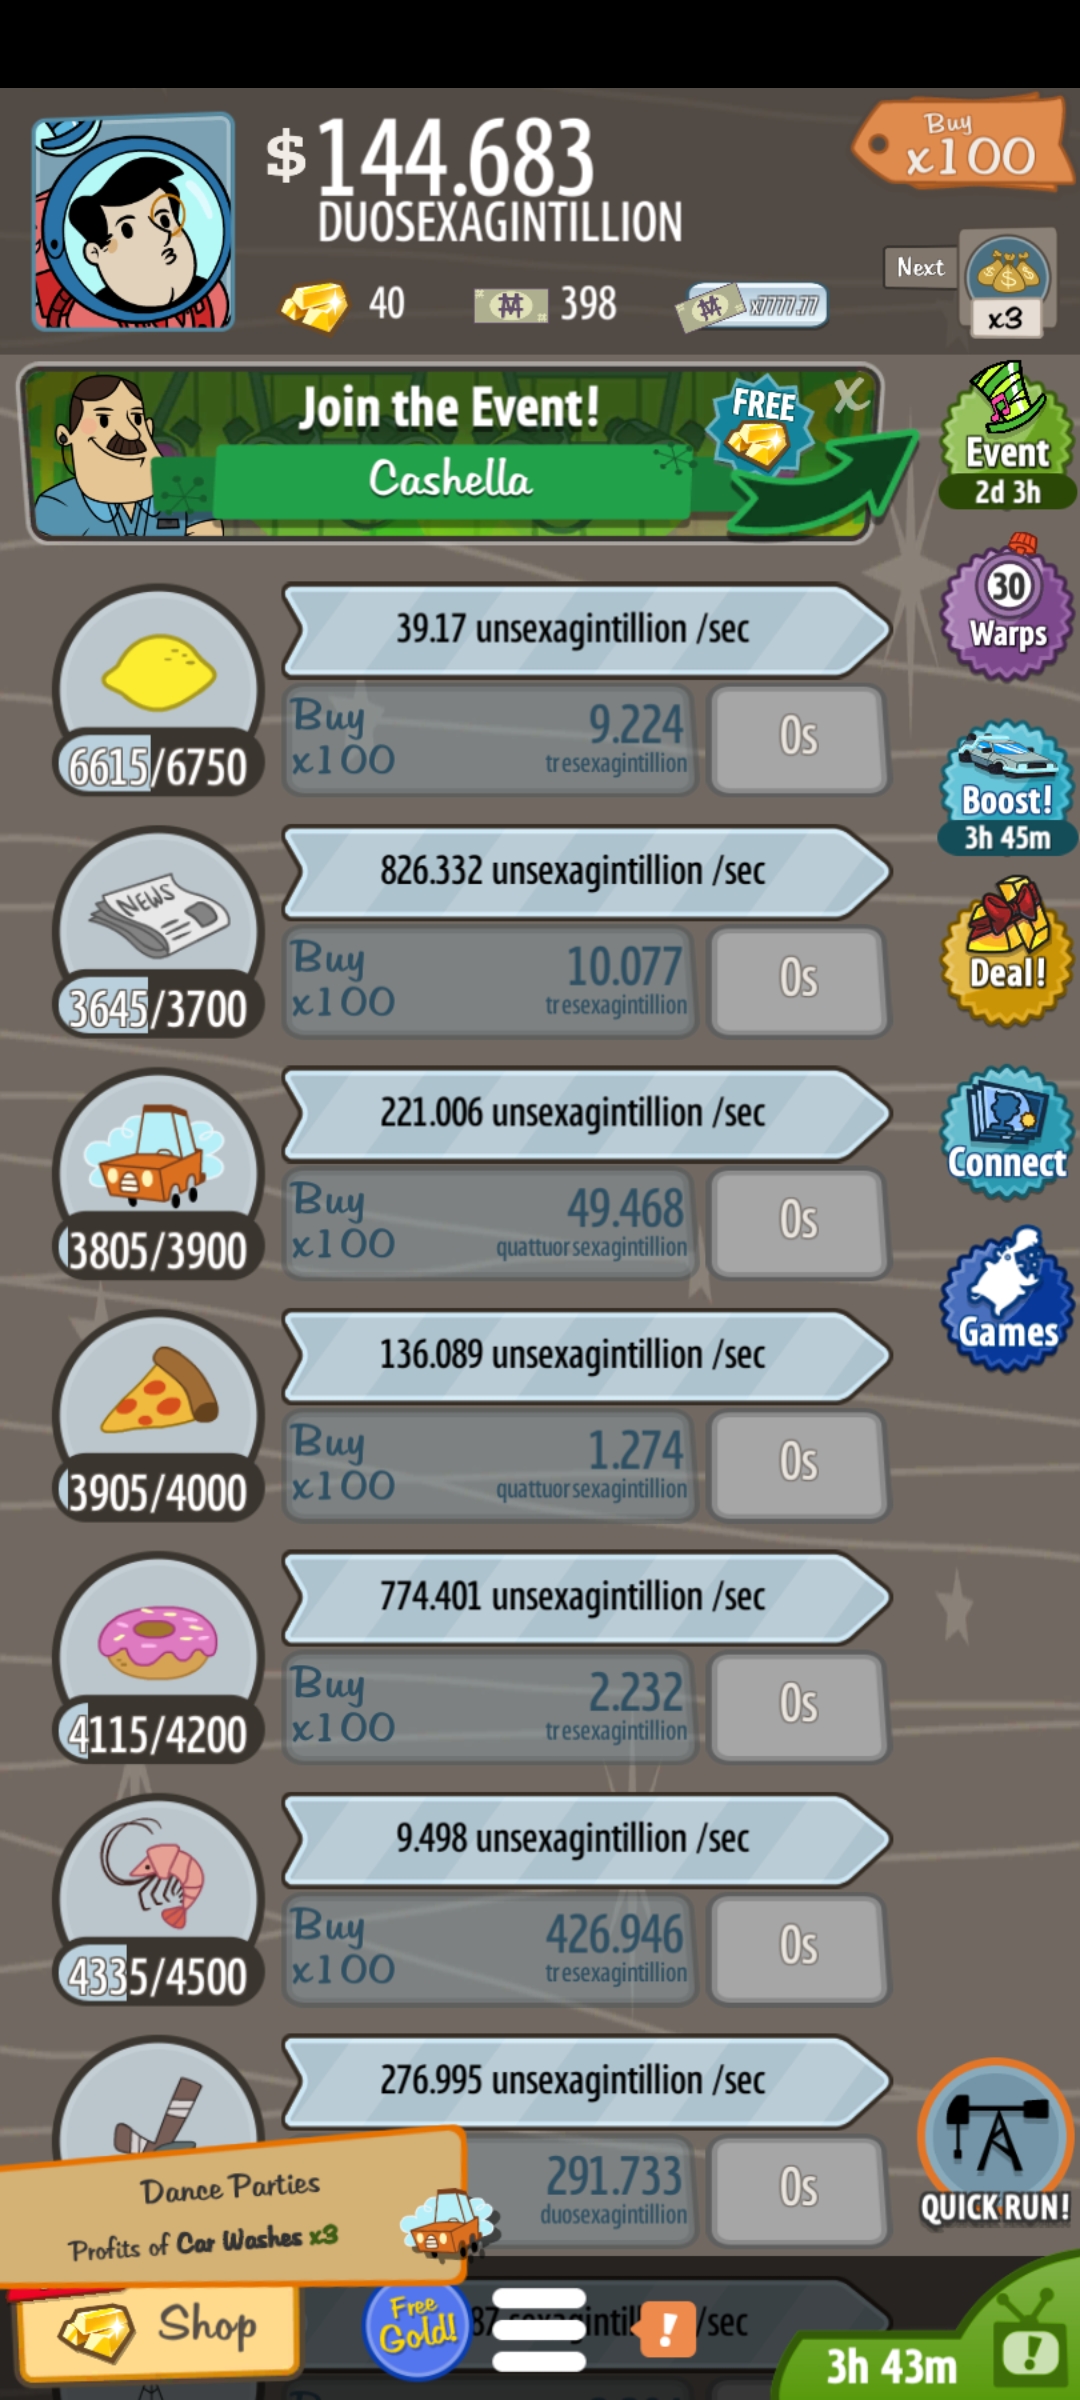 $144.683
DUOSEXAGINTILLION
Buy
x100
40
398
x7777.77
Next
x3
Join the Event!
Cashella
FREE
X
Event
2d 3h
39.17 unsexagintillion /sec
6615/6750
Buy
x100
9.224
tresexagintillion
0s
30
Warps
NEWS
826.332 unsexagintillion /sec
3645/3700
Buy
x100
10.077
tresexagintillion
0s
Boost!
3h 45m
Deal!
221.006 unsexagintillion /sec
3805/3900
Buy
x100
49.468
quattuorsexagintillion
0s
Connect
136.089 unsexagintillion /sec
3905/4000
Buy
x100
1.274
quattuorsexagintillion
0s
Games
774.401 unsexagintillion /sec
4115/4200
Buy
x100
2.232
tresexagintillion
0s
9.498 unsexagintillion /sec
4335/4500
Buy
x100
426.946
tresexagintillion
0s
276.995 unsexagintillion /sec
291.733
duosexagintillion
0s
QUICK RUN!
Dance Parties
Profits of Car Washes x3
Shop
Free
Gold!
/sec
!
3h 43m
!
Buy